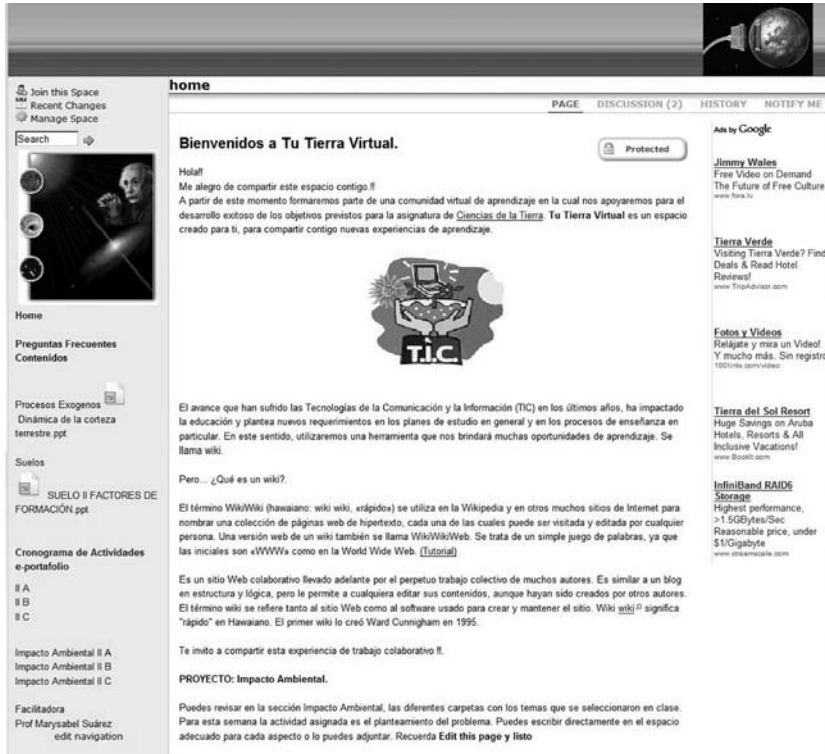 Join this Space
Recent Changes
Manage Space
Search
Home
Preguntas Frecuentes
Contenidos
Procesos Exogenos
Dinámica de la corteza
terrestre.ppt
Suelos
SUELO II FACTORES DE
FORMACIÓN.ppt
Cronograma de Actividades
e-portafolio
II A
II B
II C
Impacto Ambiental II A
Impacto Ambiental II B
Impacto Ambiental II C
Facilitadora
Prof Marysabel Suárez
edit navigation
home
PAGE DISCUSSION (2) HISTORY NOTIFY ME
Bienvenidos a Tu Tierra Virtual.
Protected
Hola!!
Me alegro de compartir este espacio contigo.!!
A partir de este momento formaremos parte de una comunidad virtual de aprendizaje en la cual nos apoyaremos para el
desarrollo exitoso de los objetivos previstos para la asignatura de Ciencias de la Tierra. Tu Tierra Virtual es un espacio
creado para ti, para compartir contigo nuevas experiencias de aprendizaje.
T.I.C.
El avance que han sufrido las Tecnologías de la Comunicación y la Información (TIC) en los últimos años, ha impactado
la educación y plantea nuevos requerimientos en los planes de estudio en general y en los procesos de enseñanza en
particular. En este sentido, utilizaremos una herramienta que nos brindará muchas oportunidades de aprendizaje. Se
llama wiki.
Pero... ¿Qué es un wiki?.
El término WikiWiki (hawaiano: wiki wiki, «rápido») se utiliza en la Wikipedia y en otros muchos sitios de Internet para
nombrar una colección de páginas web de hipertexto, cada una de las cuales puede ser visitada y editada por cualquier
persona. Una versión web de un wiki también se llama WikiWikiWeb. Se trata de un simple juego de palabras, ya que
las iniciales son «WWW» como en la World Wide Web. (Tutorial)
Es un sitio Web colaborativo llevado adelante por el perpetuo trabajo colectivo de muchos autores. Es similar a un blog
en estructura y lógica, pero le permite a cualquiera editar sus contenidos, aunque hayan sido creados por otros autores.
El término wiki se refiere tanto al sitio Web como al software usado para crear y mantener el sitio. Wiki wiki significa
"rápido" en Hawaiano. El primer wiki lo creó Ward Cunnigham en 1995.
Te invito a compartir esta experiencia de trabajo colaborativo !!.
PROYECTO: Impacto Ambiental.
Puedes revisar en la sección Impacto Ambiental, las diferentes carpetas con los temas que se seleccionaron en clase.
Para esta semana la actividad asignada es el planteamiento del problema. Puedes escribir directamente en el espacio
adecuado para cada aspecto o lo puedes adjuntar. Recuerda Edit this page y listo
Ads by Google
Jimmy Wales
Free Video on Demand
The Future of Free Culture
www.fora.tv
Tierra Verde
Visiting Tierra Verde? Find
Deals & Read Hotel
Reviews!
www.TripAdvisor.com
Fotos y Videos
Relájate y mira un Video!
Y mucho más. Sin registro
100links.com/video
Tierra del Sol Resort
Huge Savings on Aruba
Hotels, Resorts & All
Inclusive Vacations!
www.BookIt.com
InfiniBand RAID6
Storage
Highest performance,
>1.5GBytes/Sec
Reasonable price, under
$1/Gigabyte
www.streamscale.com